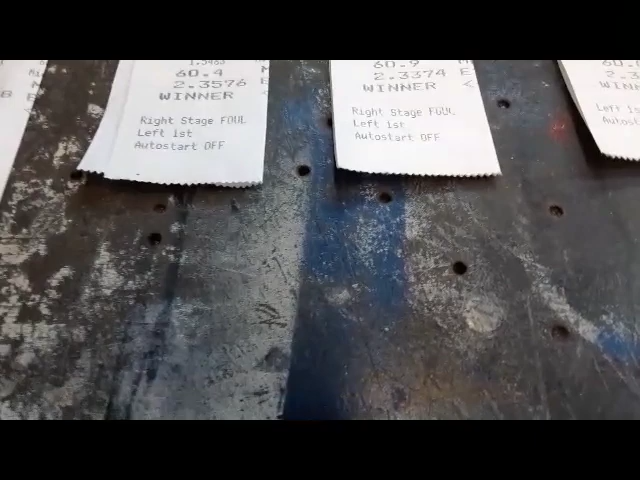 60.4
2.3576
WINNER
Right Stage FOUL
Left 1st
Autostart OFF
60.9
2.3374
WINNER
Right Stage FOUL
Left 1st
Autostart OFF